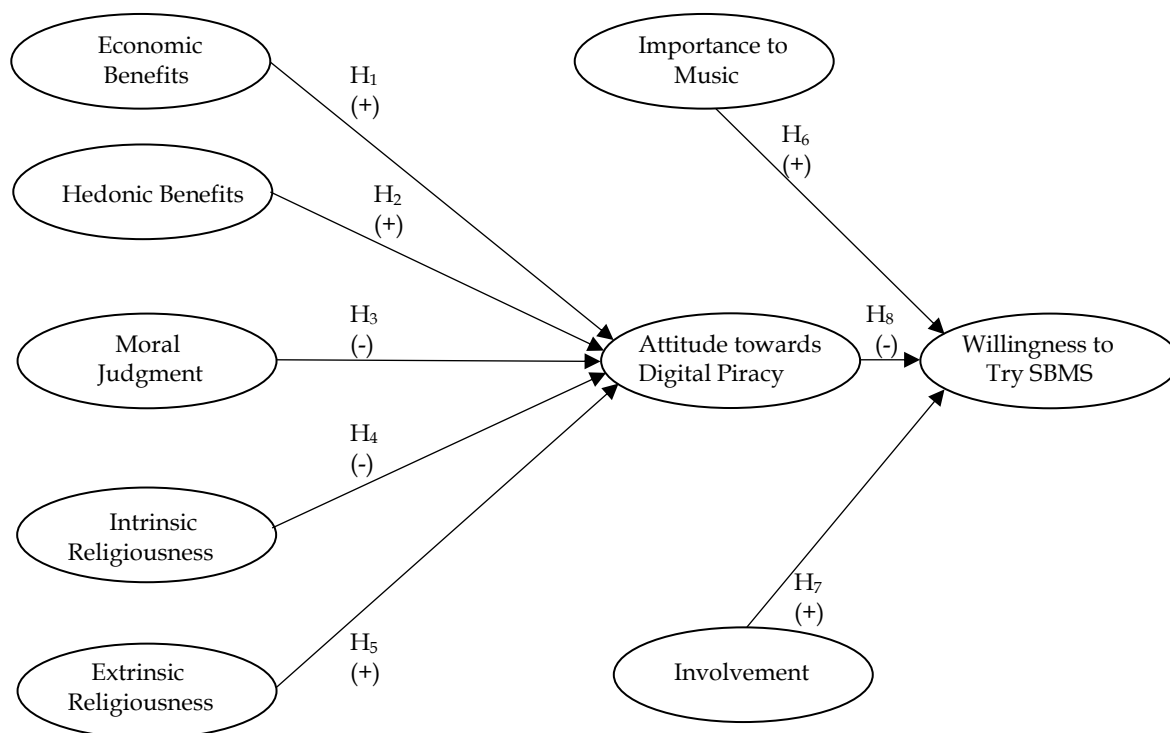 Economic
Benefits
H₁
(+)
Importance to
Music
H₆
(+)
Hedonic Benefits
H₂
(+)
Moral
Judgment
H₃
(-)
Attitude towards
Digital Piracy
H₈
(-)
Willingness to
Try SBMS
H₄
(-)
Intrinsic
Religiousness
H₇
(+)
H₅
(+)
Extrinsic
Religiousness
Involvement